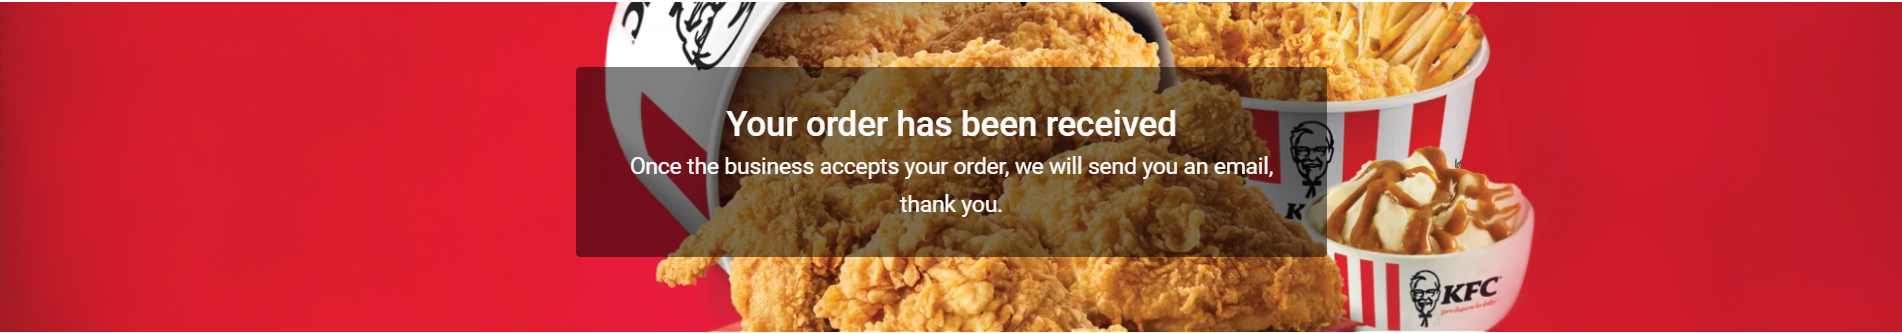 Your order has been received
Once the business accepts your order, we will send you an email,
thank you.
K
KFC